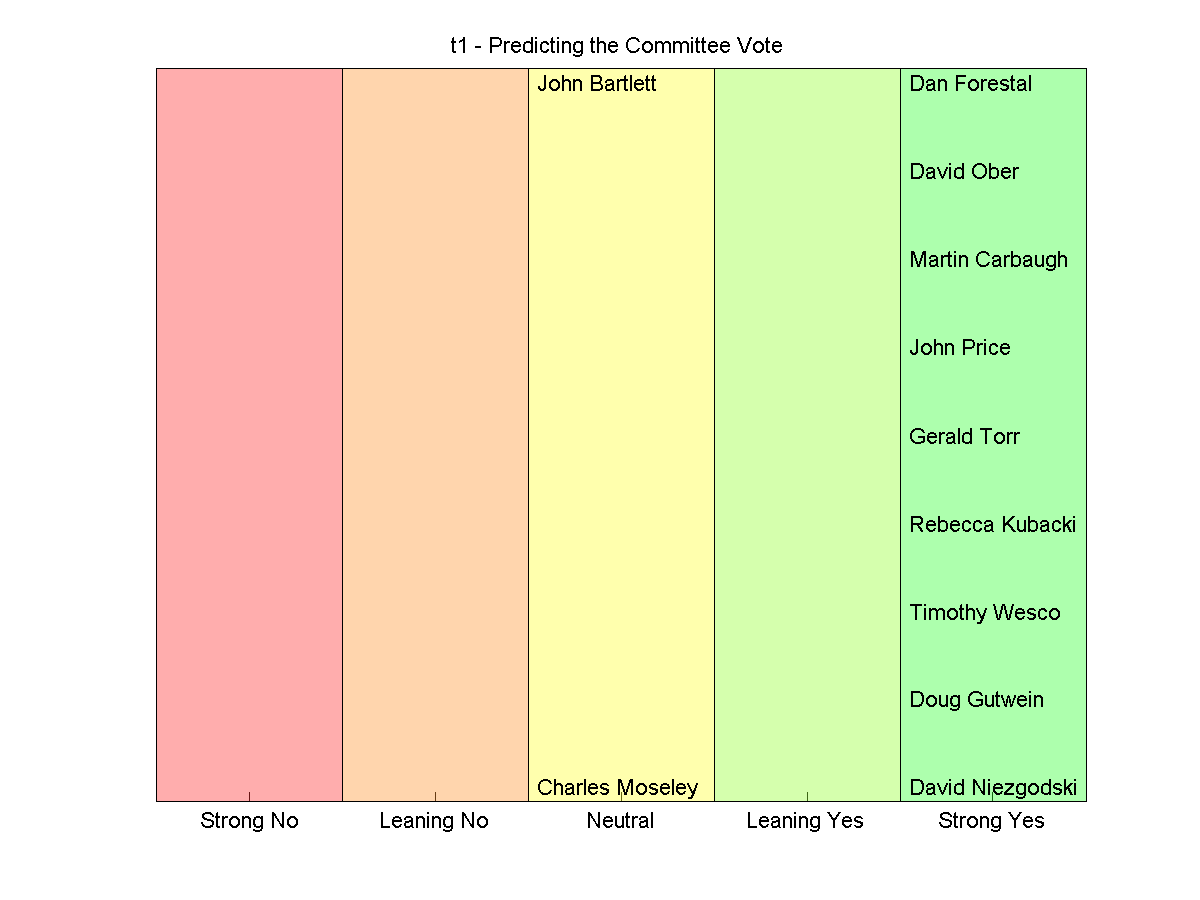 t1 - Predicting the Committee Vote
John Bartlett
Dan Forestal
David Ober
Martin Carbaugh
John Price
Gerald Torr
Rebecca Kubacki
Timothy Wesco
Doug Gutwein
Charles Moseley
David Niezgodski
Strong No
Leaning No
Neutral
Leaning Yes
Strong Yes